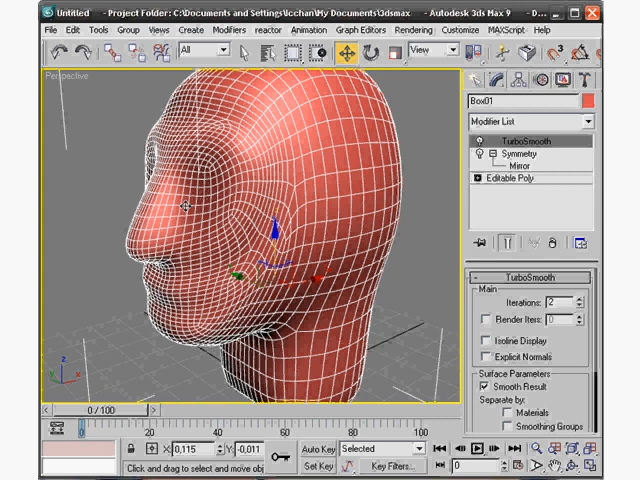 Untitled - Project Folder: C:\Documents and Settings\lcchan\My Documents\3dsmax - Autodesk 3ds Max 9 - D...
File Edit Tools Group Views Create Modifiers reactor Animation Graph Editors Rendering Customize MAXScript Help
All View
Perspective
Box01
Modifier List
TurboSmooth
Symmetry
Mirror
Editable Poly
TurboSmooth
Main
Iterations: 2
Render Iters: 0
Isoline Display
Explicit Normals
Surface Parameters
Smooth Result
Separate by:
Materials
Smoothing Groups
z
y
x
0 / 100
0 20 40 60 80 100
X: 0,115 Y: -0,011 Auto Key Selected
Click and drag to select and move obj Set Key Key Filters... 0